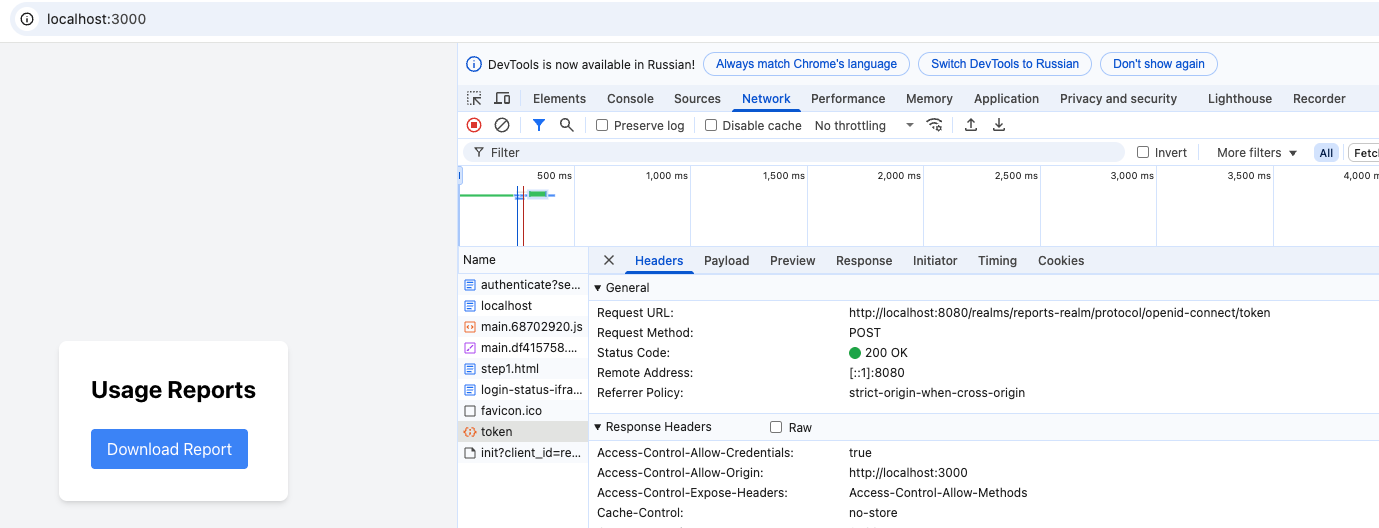 localhost:3000
DevTools is now available in Russian! Always match Chrome's language Switch DevTools to Russian Don't show again
Elements Console Sources Network Performance Memory Application Privacy and security Lighthouse Recorder
Preserve log Disable cache No throttling
Filter Invert More filters All Fetc
500 ms 1,000 ms 1,500 ms 2,000 ms 2,500 ms 3,000 ms 3,500 ms 4,000 m
Name
authenticate?se...
localhost
main.68702920.js
main.df415758....
step1.html
login-status-ifra...
favicon.ico
token
init?client_id=re...
Headers Payload Preview Response Initiator Timing Cookies
General
Request URL: http://localhost:8080/realms/reports-realm/protocol/openid-connect/token
Request Method: POST
Status Code: 200 OK
Remote Address: [::1]:8080
Referrer Policy: strict-origin-when-cross-origin
Response Headers Raw
Access-Control-Allow-Credentials: true
Access-Control-Allow-Origin: http://localhost:3000
Access-Control-Expose-Headers: Access-Control-Allow-Methods
Cache-Control: no-store
Usage Reports
Download Report